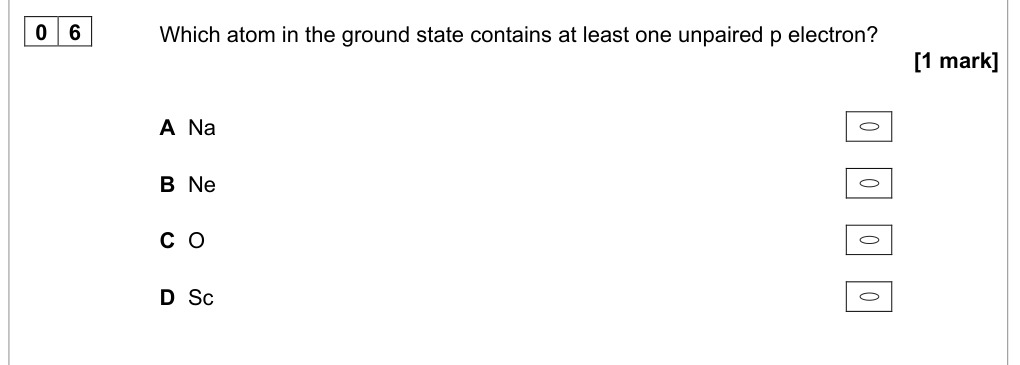 0 6 Which atom in the ground state contains at least one unpaired p electron?
[1 mark]
A Na
B Ne
C O
D Sc